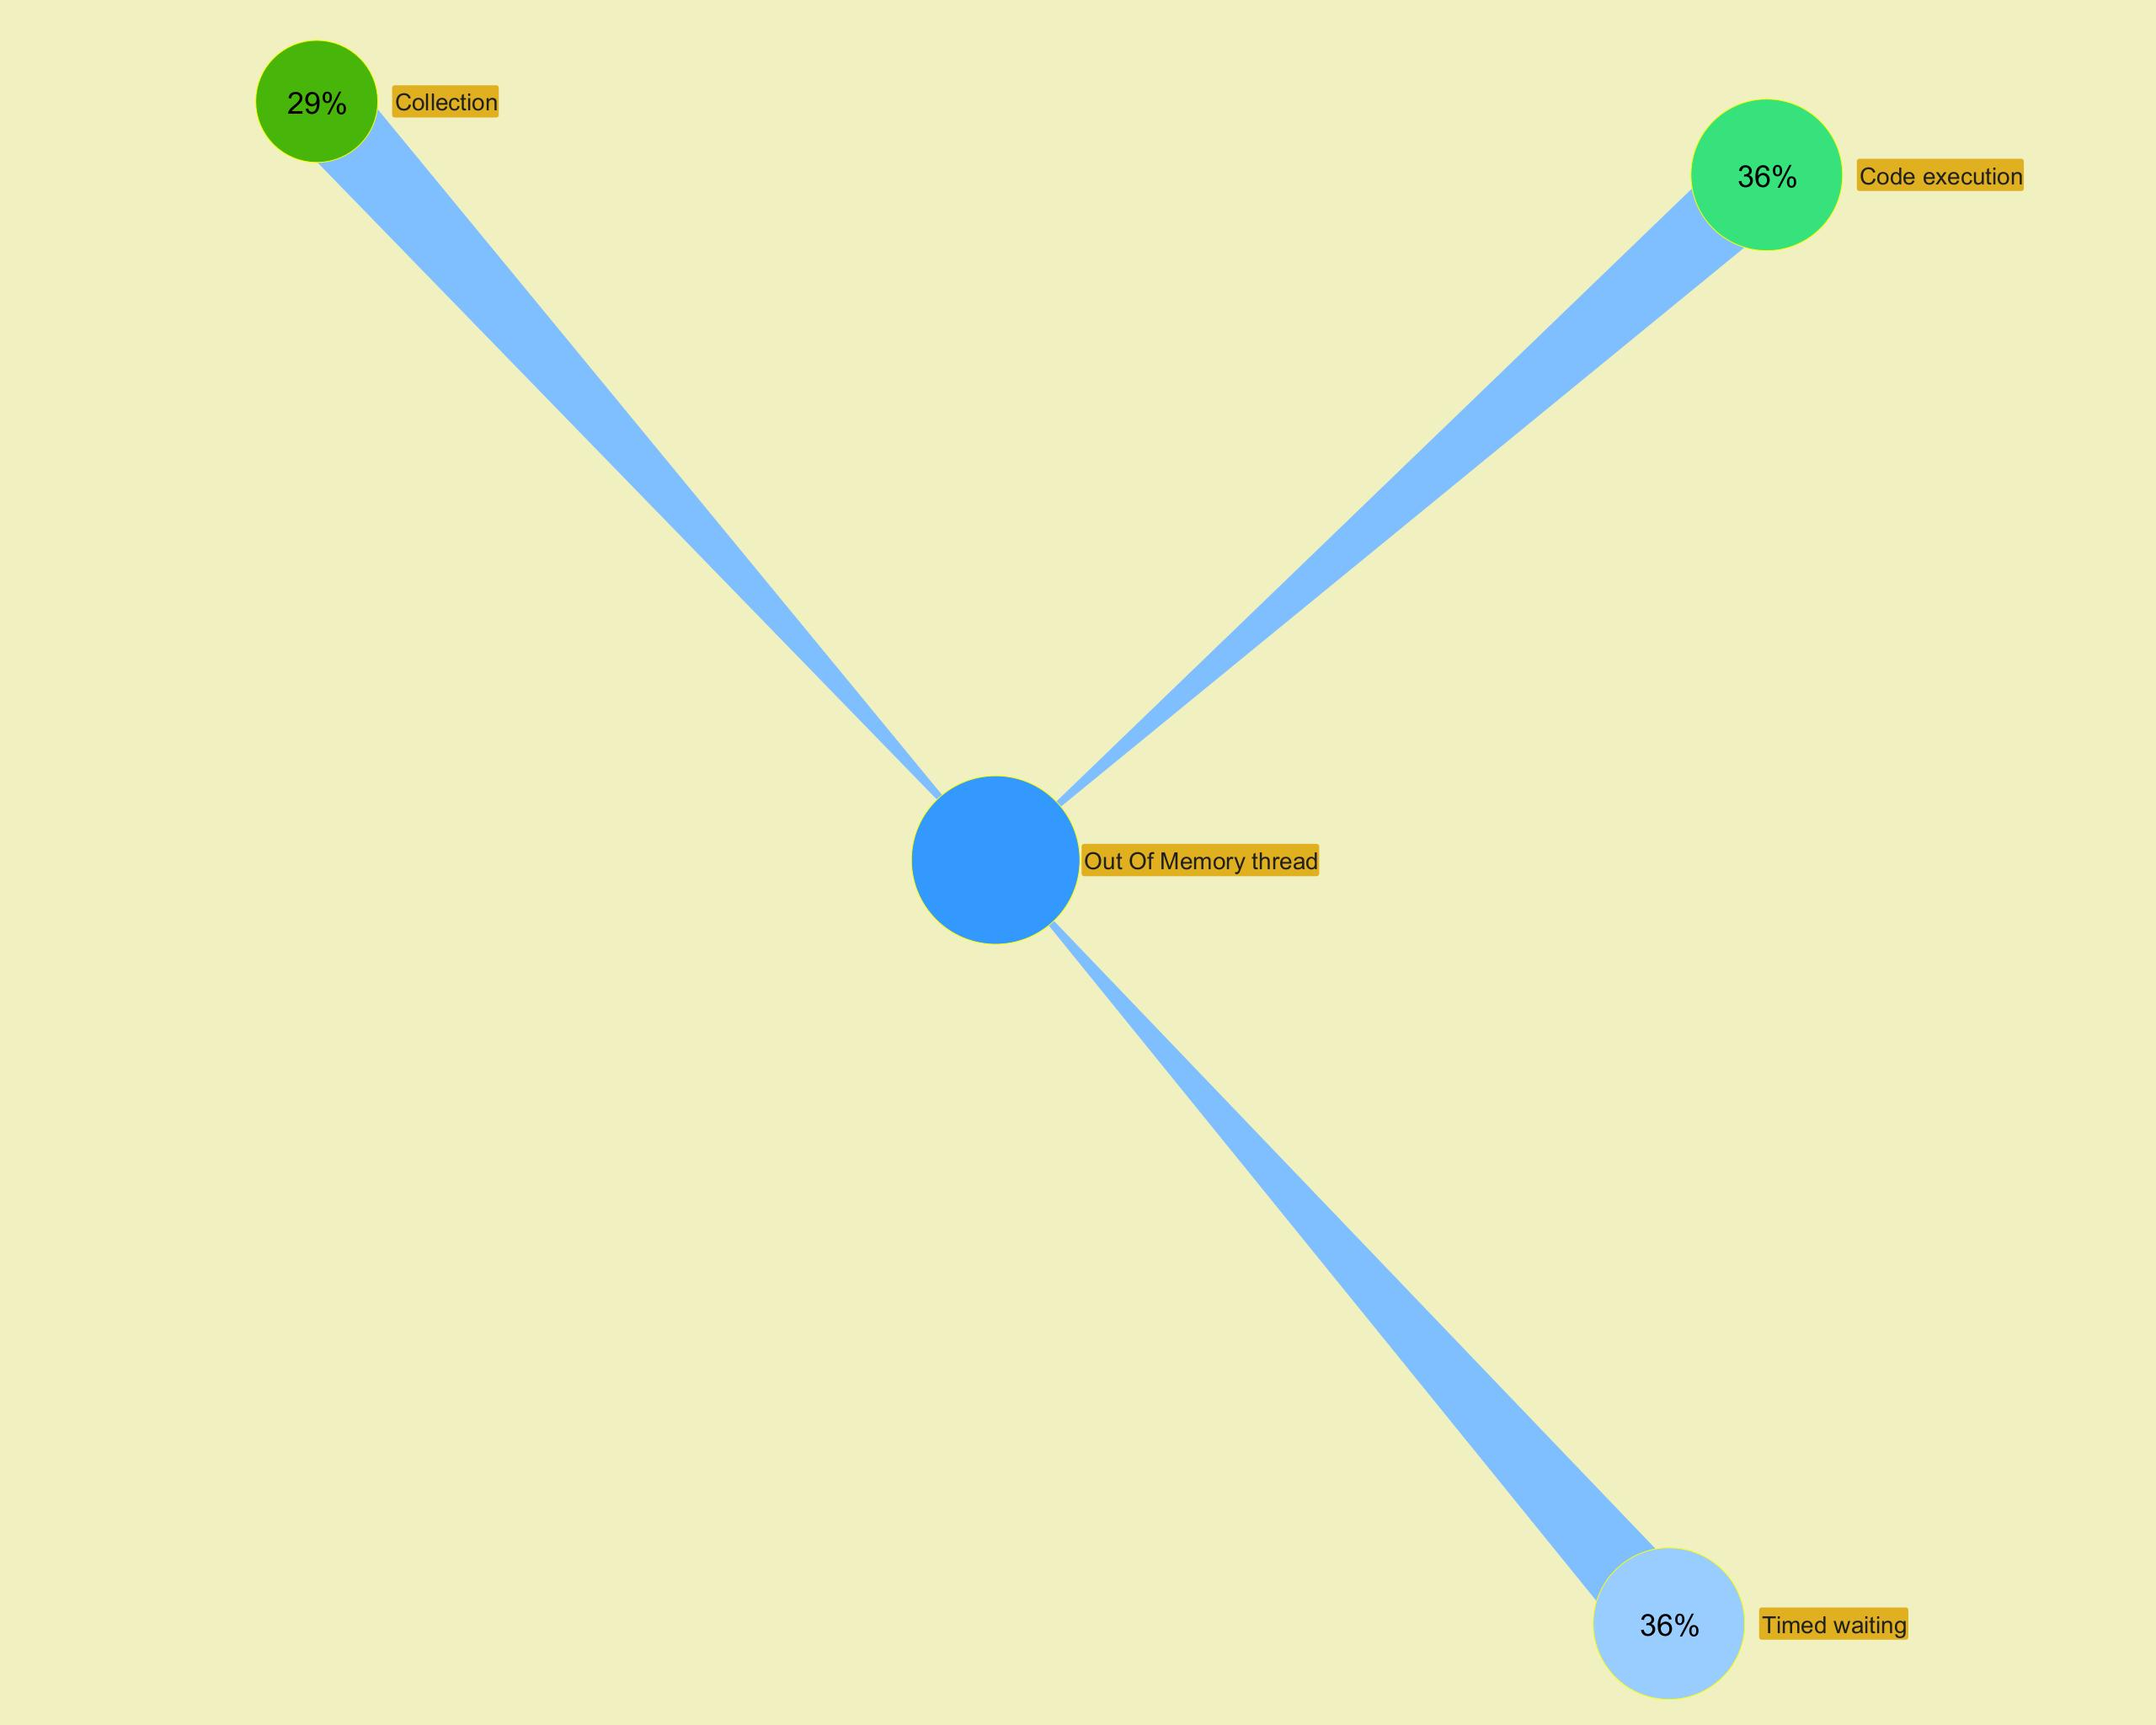 29% Collection
36% Code execution
Out Of Memory thread
36% Timed waiting